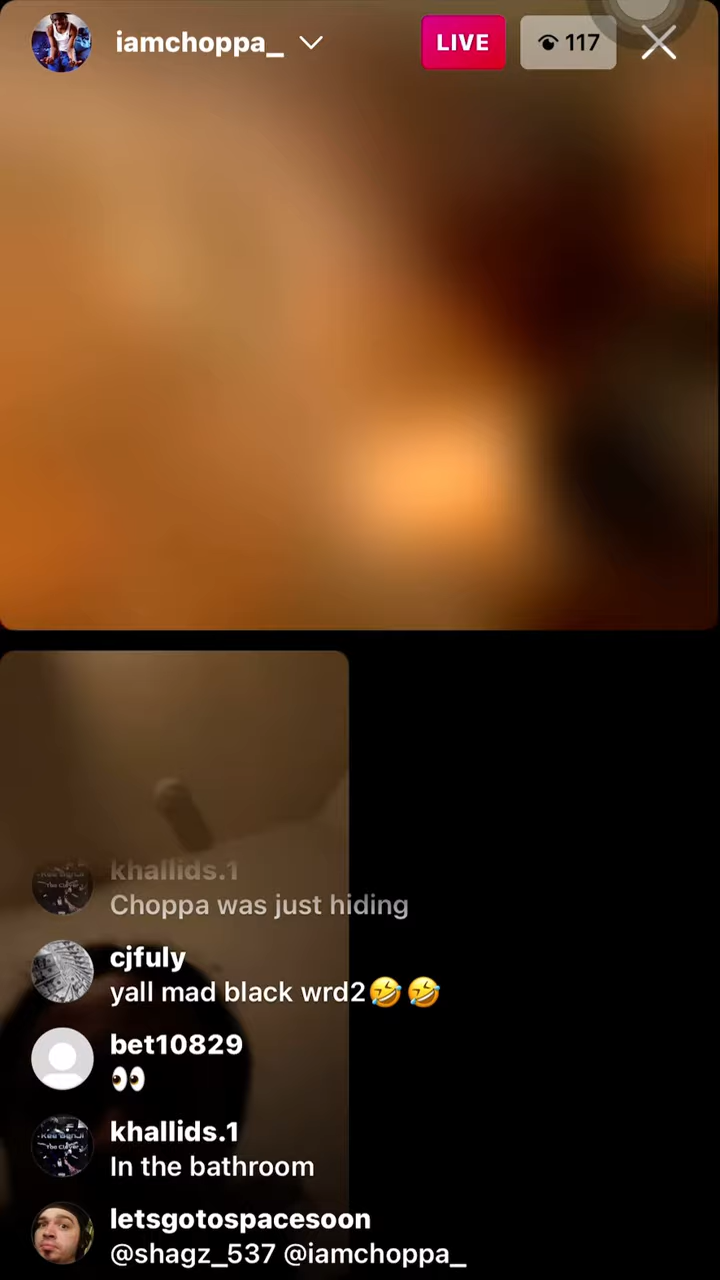 iamchoppa_
LIVE
117
khallids.1
Choppa was just hiding
cjfuly
yall mad black wrd2🤣🤣
bet10829
👀
khallids.1
In the bathroom
letsgotospacesoon
@shagz_537 @iamchoppa_